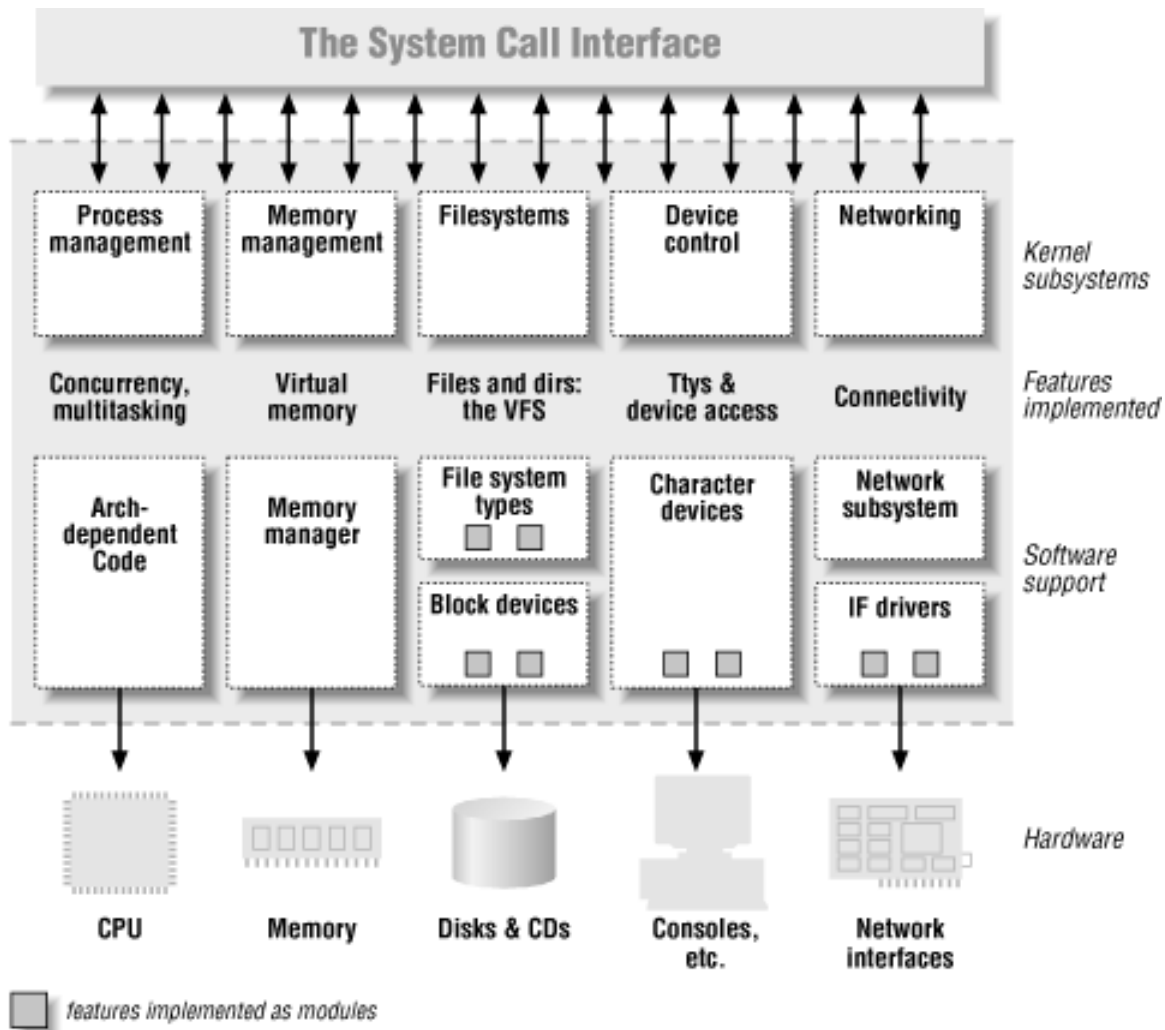 The System Call Interface
Process
management
Memory
management
Filesystems
Device
control
Networking
Kernel
subsystems
Concurrency,
multitasking
Virtual
memory
Files and dirs:
the VFS
Ttys &
device access
Connectivity
Features
implemented
Arch-
dependent
Code
Memory
manager
File system
types
Block devices
Character
devices
Network
subsystem
IF drivers
Software
support
Hardware
CPU
Memory
Disks & CDs
Consoles,
etc.
Network
interfaces
features implemented as modules